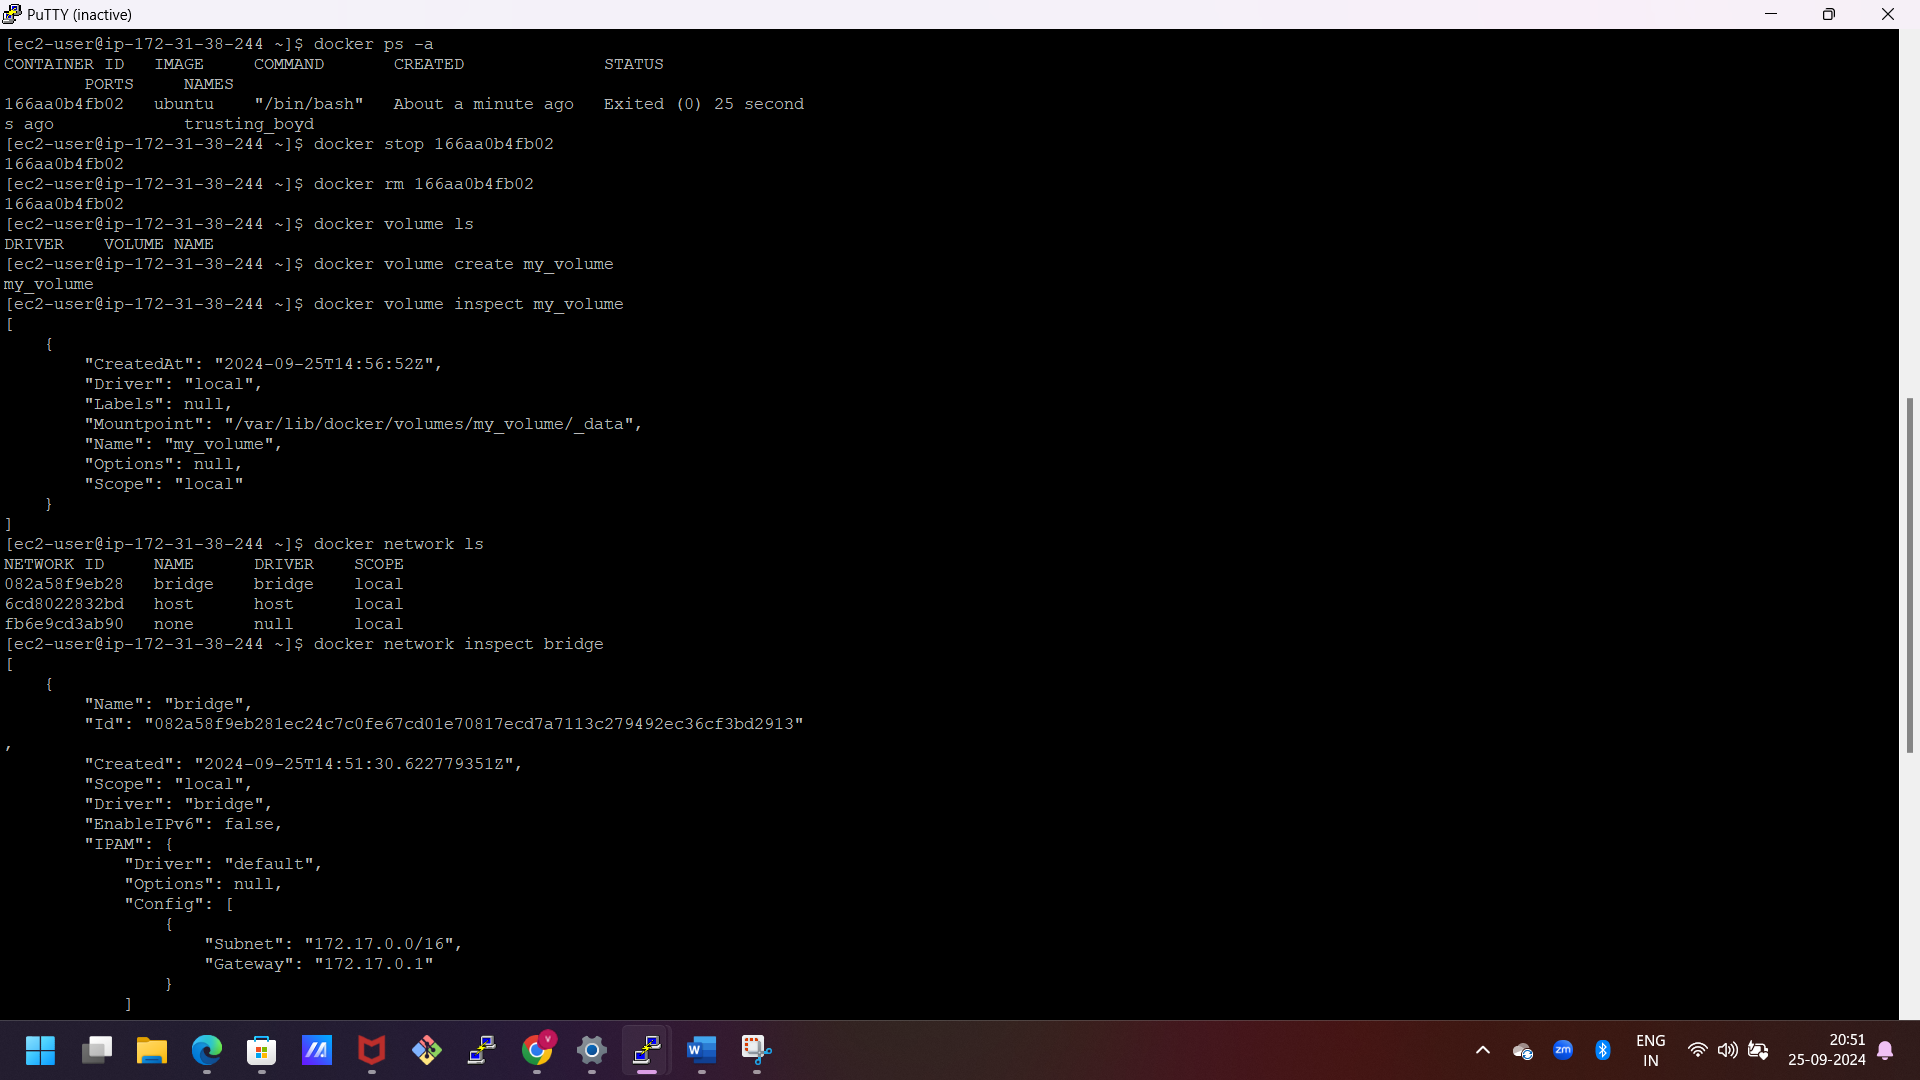 PuTTY (inactive)
[ec2-user@ip-172-31-38-244 ~]$ docker ps -a
CONTAINER ID   IMAGE     COMMAND       CREATED              STATUS
        PORTS     NAMES
166aa0b4fb02   ubuntu    "/bin/bash"   About a minute ago   Exited (0) 25 second
s ago             trusting_boyd
[ec2-user@ip-172-31-38-244 ~]$ docker stop 166aa0b4fb02
166aa0b4fb02
[ec2-user@ip-172-31-38-244 ~]$ docker rm 166aa0b4fb02
166aa0b4fb02
[ec2-user@ip-172-31-38-244 ~]$ docker volume ls
DRIVER    VOLUME NAME
[ec2-user@ip-172-31-38-244 ~]$ docker volume create my_volume
my_volume
[ec2-user@ip-172-31-38-244 ~]$ docker volume inspect my_volume
[
    {
        "CreatedAt": "2024-09-25T14:56:52Z",
        "Driver": "local",
        "Labels": null,
        "Mountpoint": "/var/lib/docker/volumes/my_volume/_data",
        "Name": "my_volume",
        "Options": null,
        "Scope": "local"
    }
]
[ec2-user@ip-172-31-38-244 ~]$ docker network ls
NETWORK ID     NAME      DRIVER    SCOPE
082a58f9eb28   bridge    bridge    local
6cd8022832bd   host      host      local
fb6e9cd3ab90   none      null      local
[ec2-user@ip-172-31-38-244 ~]$ docker network inspect bridge
[
    {
        "Name": "bridge",
        "Id": "082a58f9eb281ec24c7c0fe67cd01e70817ecd7a7113c279492ec36cf3bd2913"
,
        "Created": "2024-09-25T14:51:30.622779351Z",
        "Scope": "local",
        "Driver": "bridge",
        "EnableIPv6": false,
        "IPAM": {
            "Driver": "default",
            "Options": null,
            "Config": [
                {
                    "Subnet": "172.17.0.0/16",
                    "Gateway": "172.17.0.1"
                }
            ]
V
W
zm
ENG
IN
20:51
25-09-2024